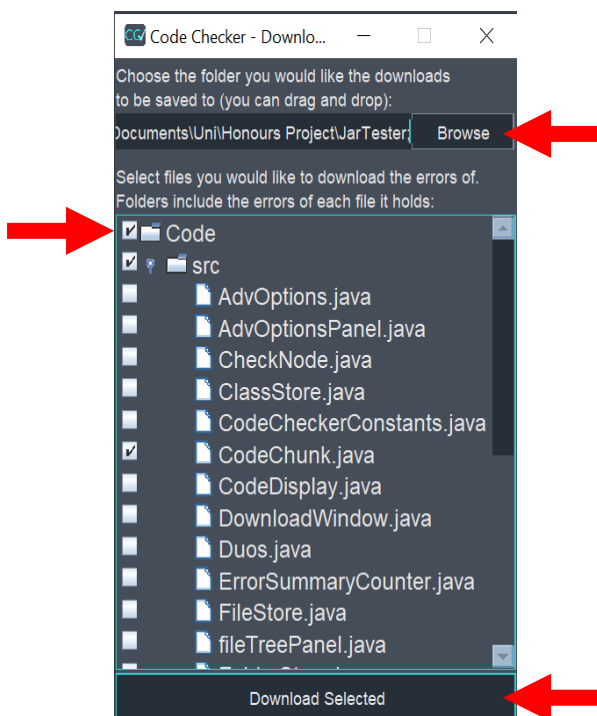 CC Code Checker - Downlo...
Choose the folder you would like the downloads
to be saved to (you can drag and drop):
Documents\Uni\Honours Project\JarTester; Browse
Select files you would like to download the errors of.
Folders include the errors of each file it holds:
Code
src
AdvOptions.java
AdvOptionsPanel.java
CheckNode.java
ClassStore.java
CodeCheckerConstants.java
CodeChunk.java
CodeDisplay.java
DownloadWindow.java
Duos.java
ErrorSummaryCounter.java
FileStore.java
fileTreePanel.java
Download Selected